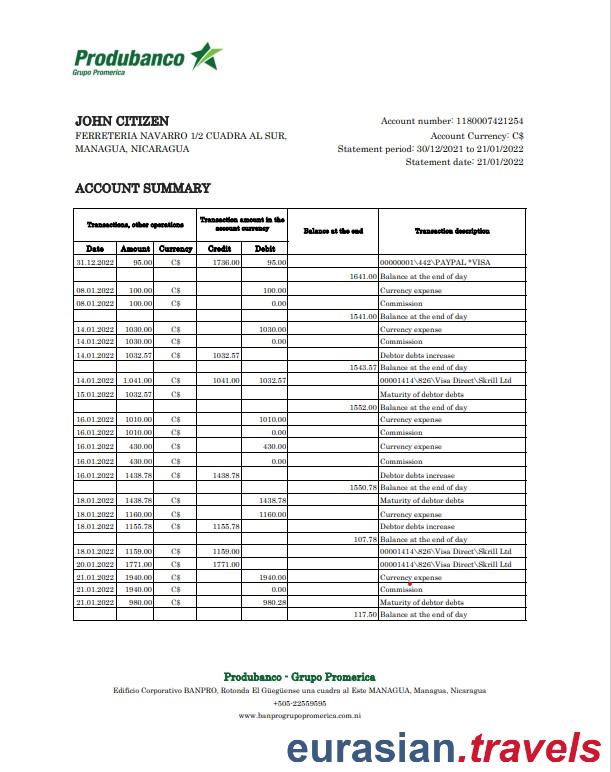 Produbanco
Grupo Promerica
JOHN CITIZEN
FERRETERIA NAVARRO 1/2 CUADRA AL SUR,
MANAGUA, NICARAGUA
Account number: 1180007421254
Account Currency: C$
Statement period: 30/12/2021 to 21/01/2022
Statement date: 21/01/2022
ACCOUNT SUMMARY
Transactions, other operations Transaction amount in the account currency Balance at the end Transaction description
Date Amount Currency Credit Debit
31.12.2022 95.00 C$ 1736.00 95.00 00000001\442\PAYPAL *VISA
1641.00 Balance at the end of day
08.01.2022 100.00 C$ 100.00 Currency expense
08.01.2022 100.00 C$ 0.00 Commission
1541.00 Balance at the end of day
14.01.2022 1030.00 C$ 1030.00 Currency expense
14.01.2022 1030.00 C$ 0.00 Commission
14.01.2022 1032.57 C$ 1032.57 Debtor debts increase
1543.57 Balance at the end of day
14.01.2022 1.041.00 C$ 1041.00 1032.57 00001414\826\Visa Direct\Skrill Ltd
15.01.2022 1032.57 C$ Maturity of debtor debts
1552.00 Balance at the end of day
16.01.2022 1010.00 C$ 1010.00 Currency expense
16.01.2022 1010.00 C$ 0.00 Commission
16.01.2022 430.00 C$ 430.00 Currency expense
16.01.2022 430.00 C$ 0.00 Commission
16.01.2022 1438.78 C$ 1438.78 Debtor debts increase
1550.78 Balance at the end of day
18.01.2022 1438.78 C$ 1438.78 Maturity of debtor debts
18.01.2022 1160.00 C$ 1160.00 Currency expense
18.01.2022 1155.78 C$ 1155.78 Debtor debts increase
107.78 Balance at the end of day
18.01.2022 1159.00 C$ 1159.00 00001414\826\Visa Direct\Skrill Ltd
20.01.2022 1771.00 C$ 1771.00 00001414\826\Visa Direct\Skrill Ltd
21.01.2022 1940.00 C$ 1940.00 Currency expense
21.01.2022 1940.00 C$ 0.00 Commission
21.01.2022 980.00 C$ 980.28 Maturity of debtor debts
117.50 Balance at the end of day
Produbanco - Grupo Promerica
Edificio Corporativo BANPRO, Rotonda El Güegüense una cuadra al Este MANAGUA, Managua, Nicaragua
+505-22559595
www.banprogrupopromerica.com.ni
eurasian.travels